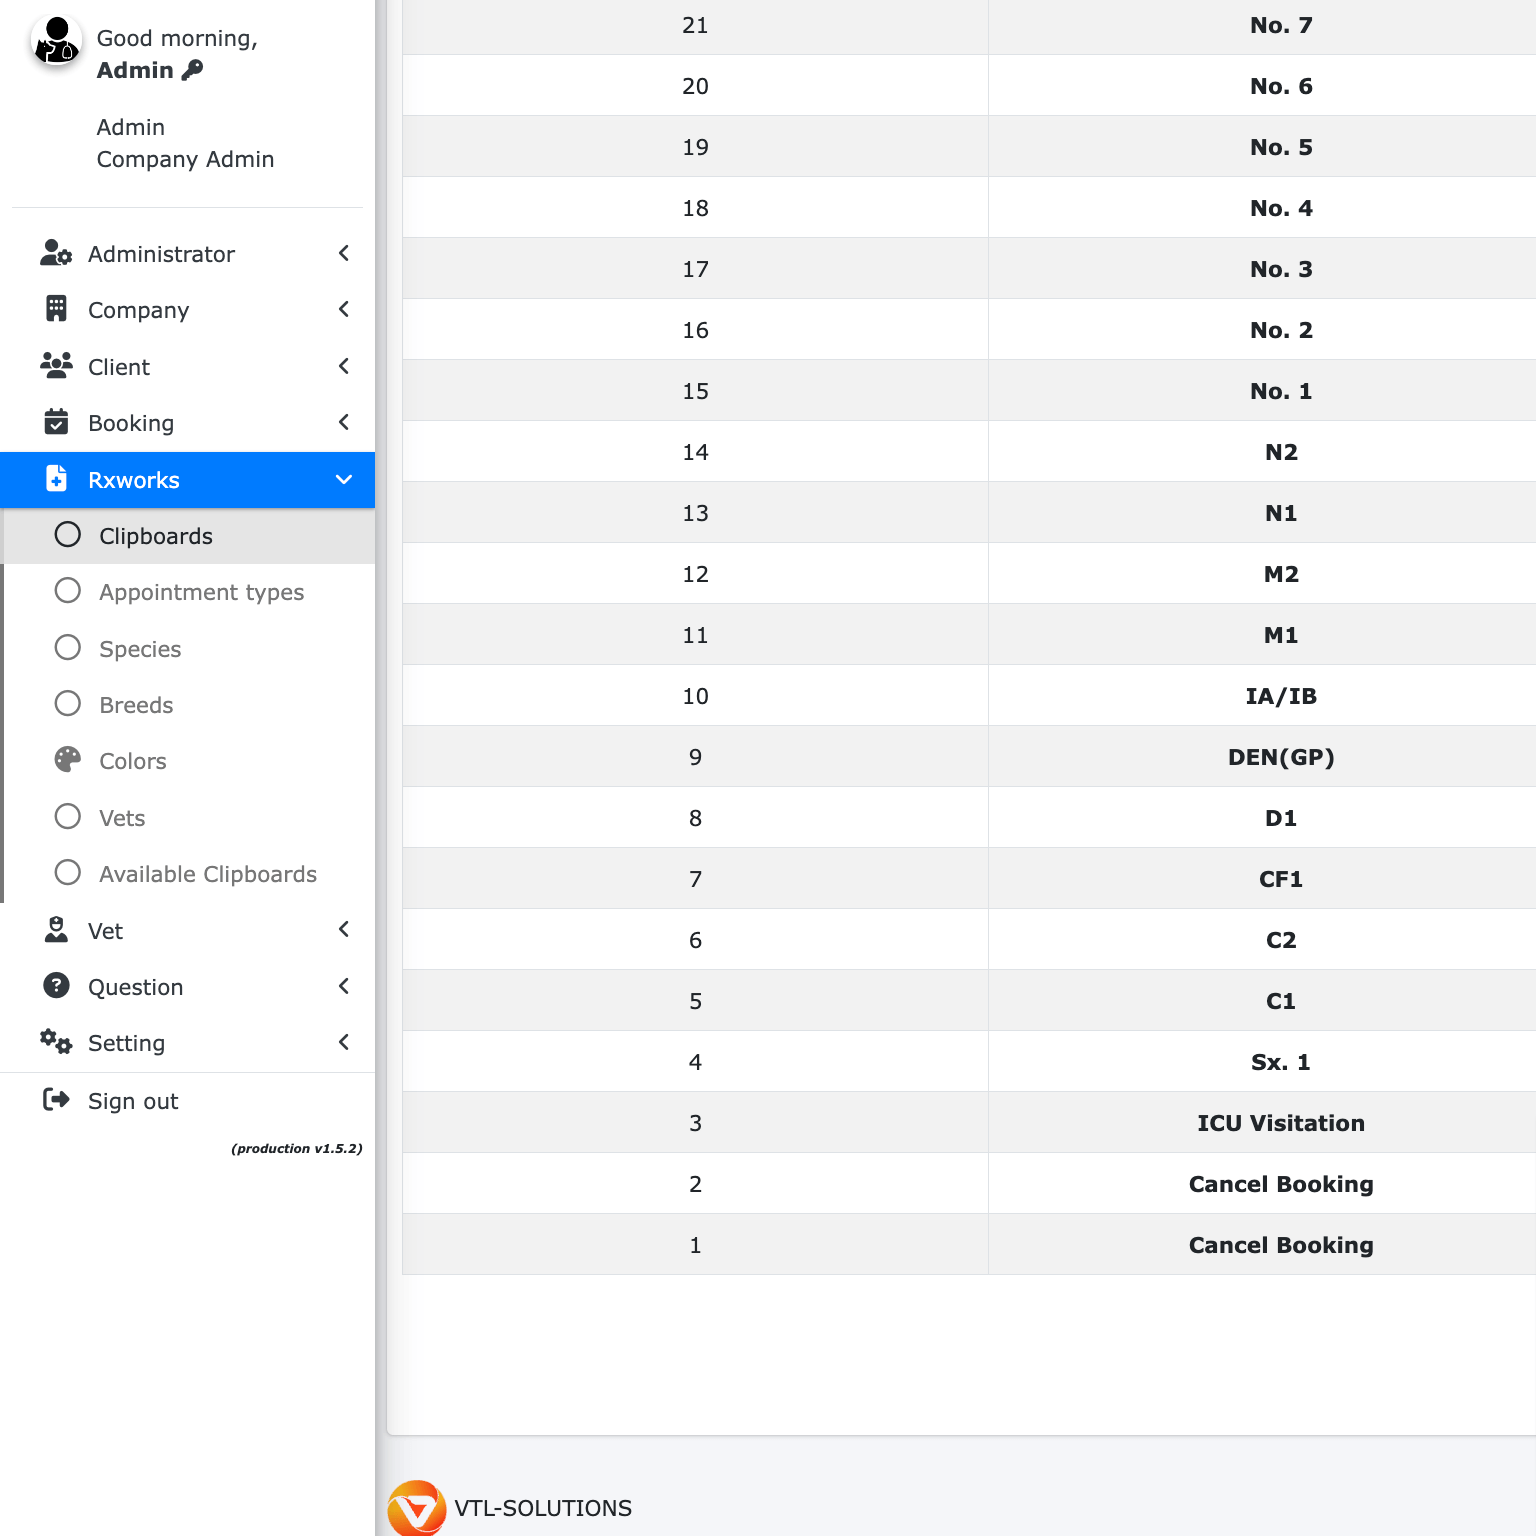 Good morning,
Admin
Admin
Company Admin
Administrator
Company
Client
Booking
Rxworks
Clipboards
Appointment types
Species
Breeds
Colors
Vets
Available Clipboards
Vet
Question
Setting
Sign out
(production v1.5.2)
21 No. 7
20 No. 6
19 No. 5
18 No. 4
17 No. 3
16 No. 2
15 No. 1
14 N2
13 N1
12 M2
11 M1
10 IA/IB
9 DEN(GP)
8 D1
7 CF1
6 C2
5 C1
4 Sx. 1
3 ICU Visitation
2 Cancel Booking
1 Cancel Booking
VTL-SOLUTIONS